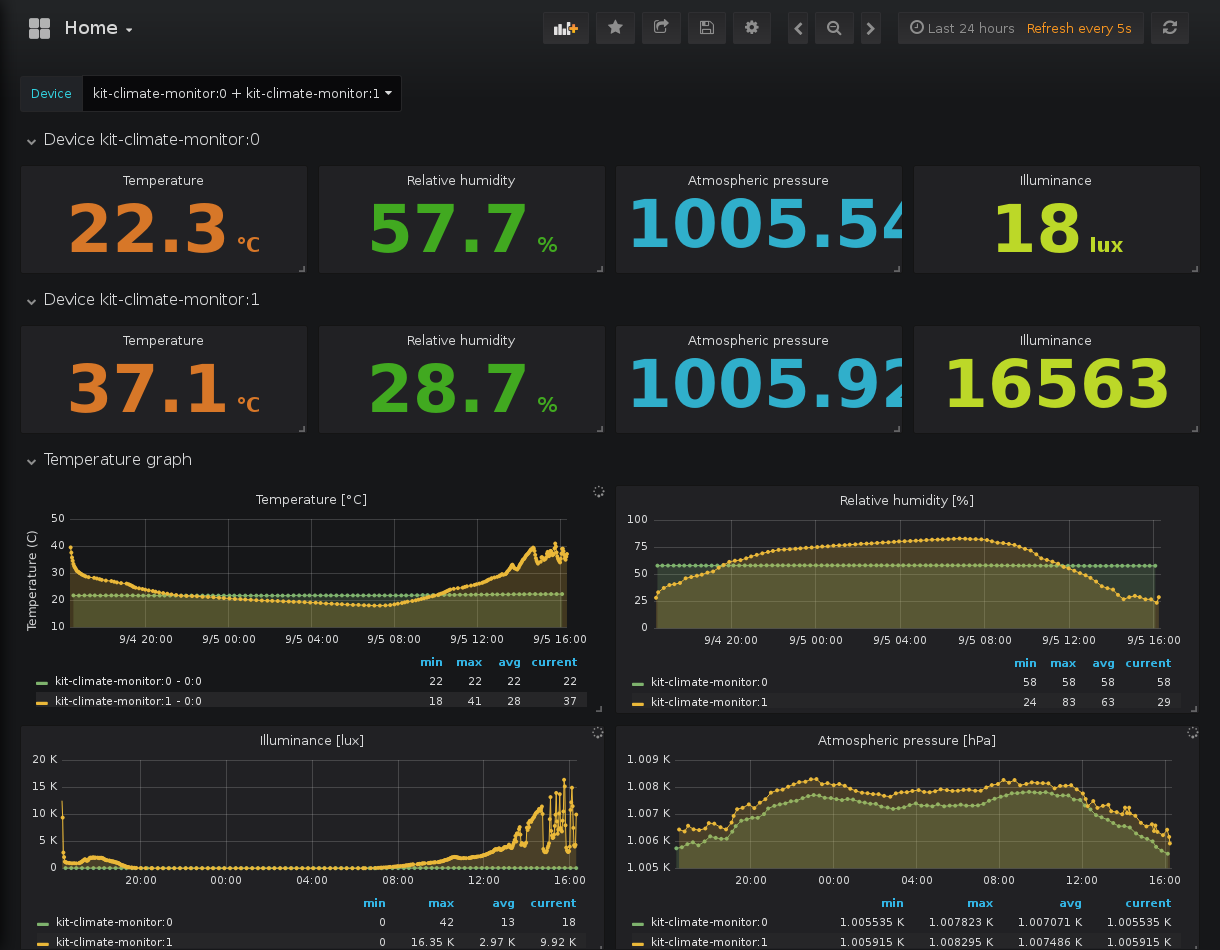 Home
Last 24 hours Refresh every 5s
Device kit-climate-monitor:0 + kit-climate-monitor:1
Device kit-climate-monitor:0
Temperature Relative humidity Atmospheric pressure Illuminance
22.3 °C 57.7 % 1005.54 18 lux
Device kit-climate-monitor:1
Temperature Relative humidity Atmospheric pressure Illuminance
37.1 °C 28.7 % 1005.92 16563
Temperature graph
Temperature [°C]
Temperature (C)
50
40
30
20
10
9/4 20:00 9/5 00:00 9/5 04:00 9/5 08:00 9/5 12:00 9/5 16:00
min max avg current
kit-climate-monitor:0 - 0:0 22 22 22 22
kit-climate-monitor:1 - 0:0 18 41 28 37
Relative humidity [%]
100
75
50
25
0
9/4 20:00 9/5 00:00 9/5 04:00 9/5 08:00 9/5 12:00 9/5 16:00
min max avg current
kit-climate-monitor:0 58 58 58 58
kit-climate-monitor:1 24 83 63 29
Illuminance [lux]
20 K
15 K
10 K
5 K
0
20:00 00:00 04:00 08:00 12:00 16:00
min max avg current
kit-climate-monitor:0 0 42 13 18
kit-climate-monitor:1 0 16.35 K 2.97 K 9.92 K
Atmospheric pressure [hPa]
1.009 K
1.008 K
1.007 K
1.006 K
1.005 K
20:00 00:00 04:00 08:00 12:00 16:00
min max avg current
kit-climate-monitor:0 1.005535 K 1.007823 K 1.007071 K 1.005535 K
kit-climate-monitor:1 1.005915 K 1.008295 K 1.007486 K 1.005915 K